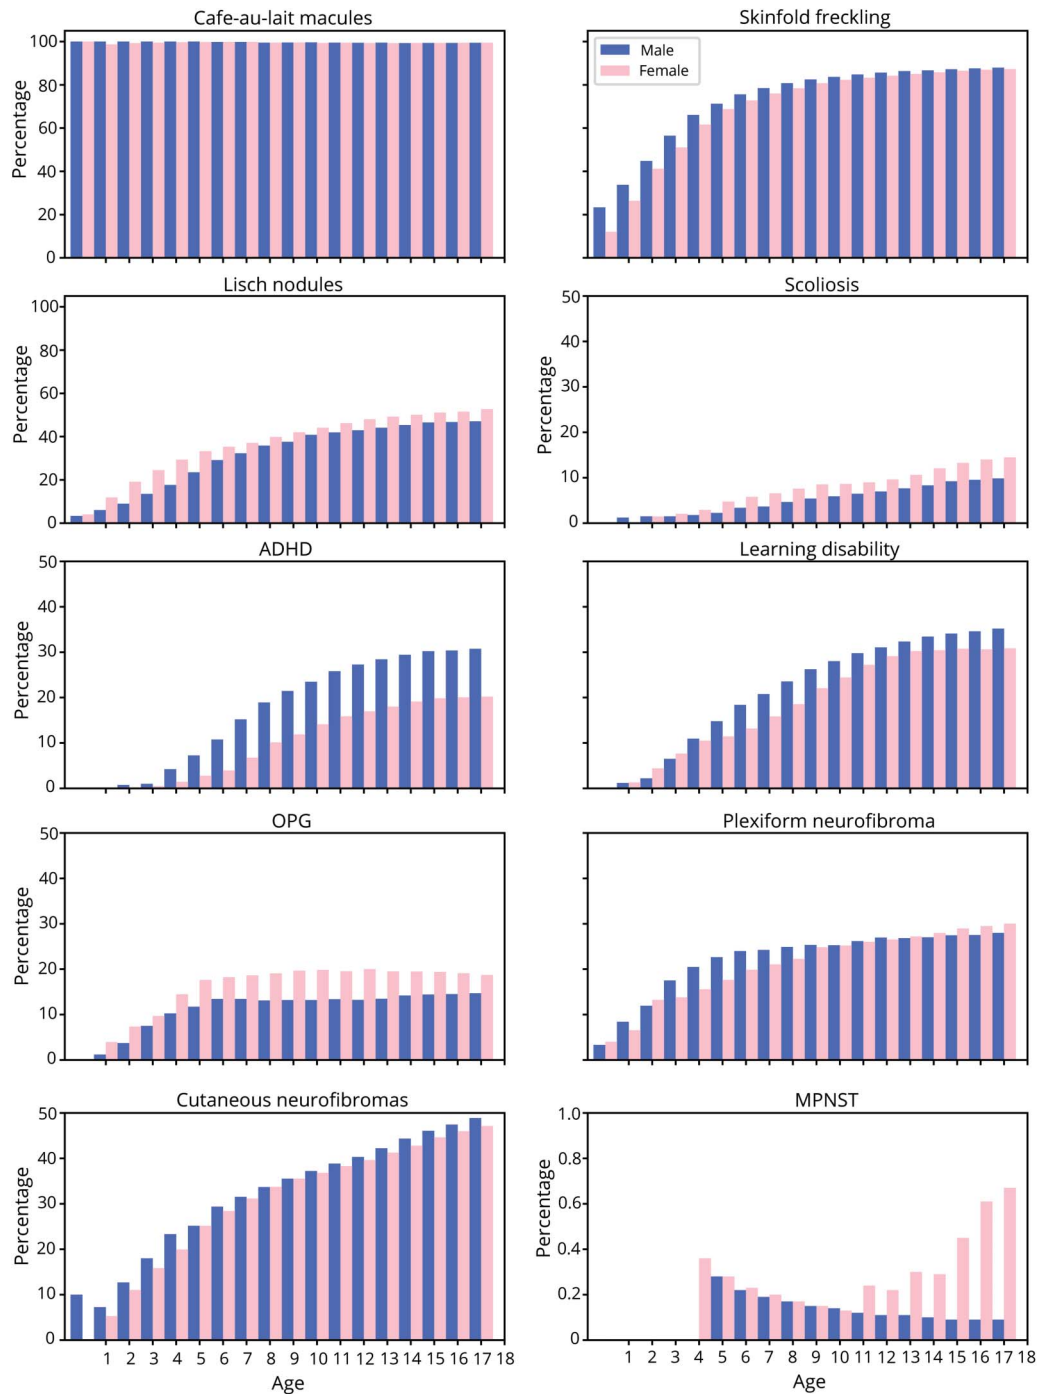 Cafe-au-lait macules
Percentage
100
80
60
40
20
0
Skinfold freckling
Male
Female
Lisch nodules
Percentage
100
80
60
40
20
0
Scoliosis
Percentage
50
40
30
20
10
0
ADHD
Percentage
50
40
30
20
10
0
Learning disability
OPG
Percentage
50
40
30
20
10
0
Plexiform neurofibroma
Cutaneous neurofibromas
Percentage
50
40
30
20
10
0
1 2 3 4 5 6 7 8 9 10 11 12 13 14 15 16 17 18
Age
MPNST
Percentage
1.0
0.8
0.6
0.4
0.2
0
1 2 3 4 5 6 7 8 9 10 11 12 13 14 15 16 17 18
Age